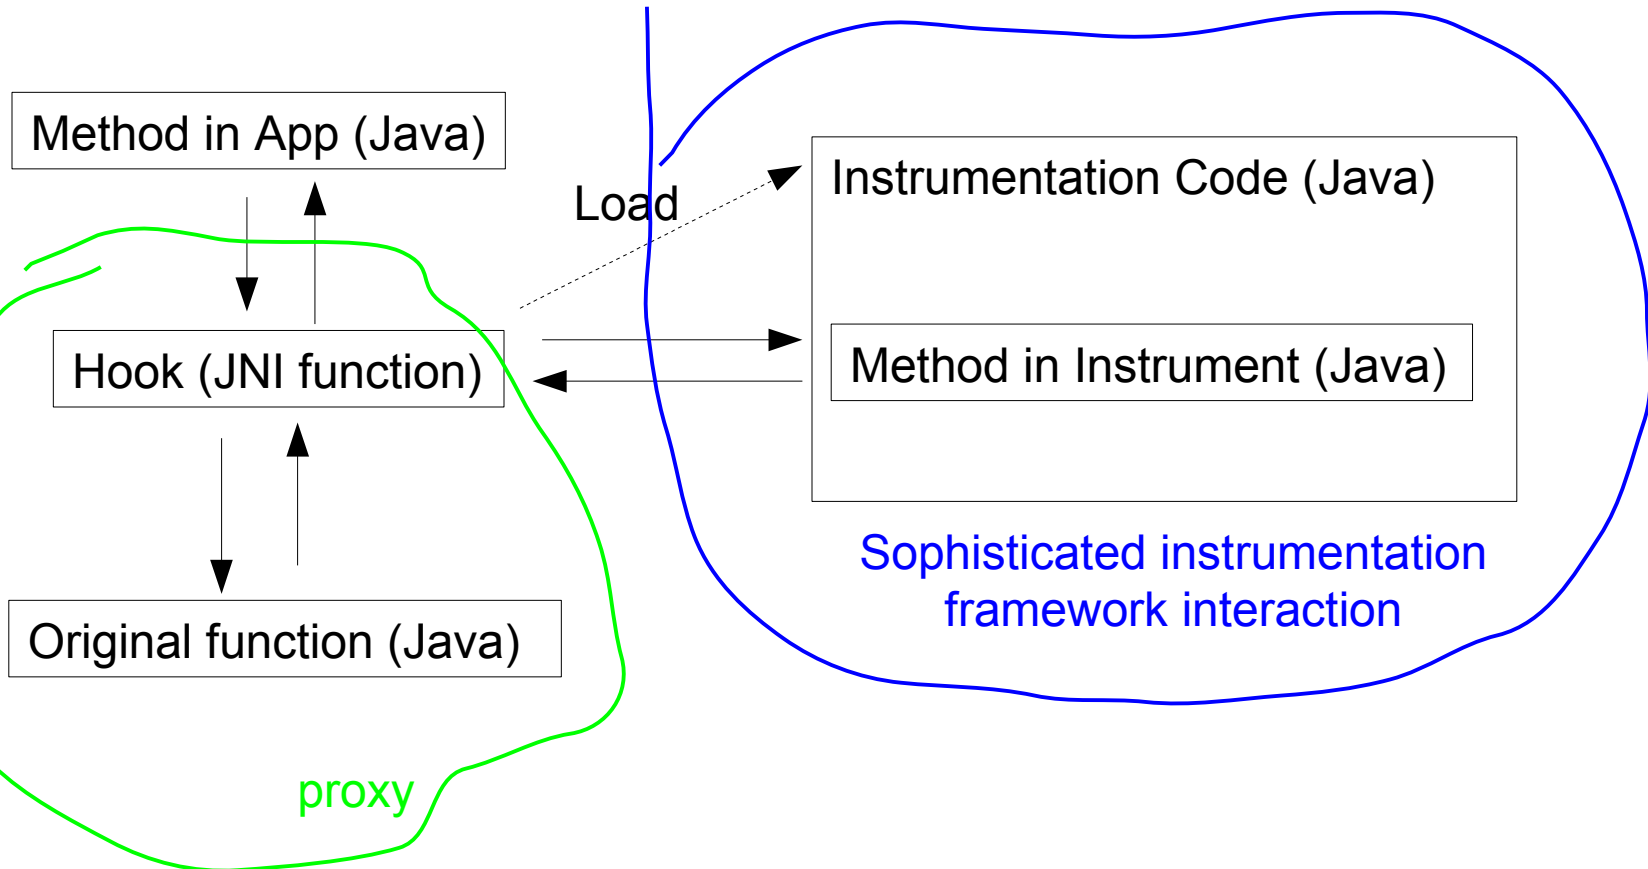 Method in App (Java)
Load
Instrumentation Code (Java)
Hook (JNI function)
Method in Instrument (Java)
Sophisticated instrumentation
framework interaction
Original function (Java)
proxy